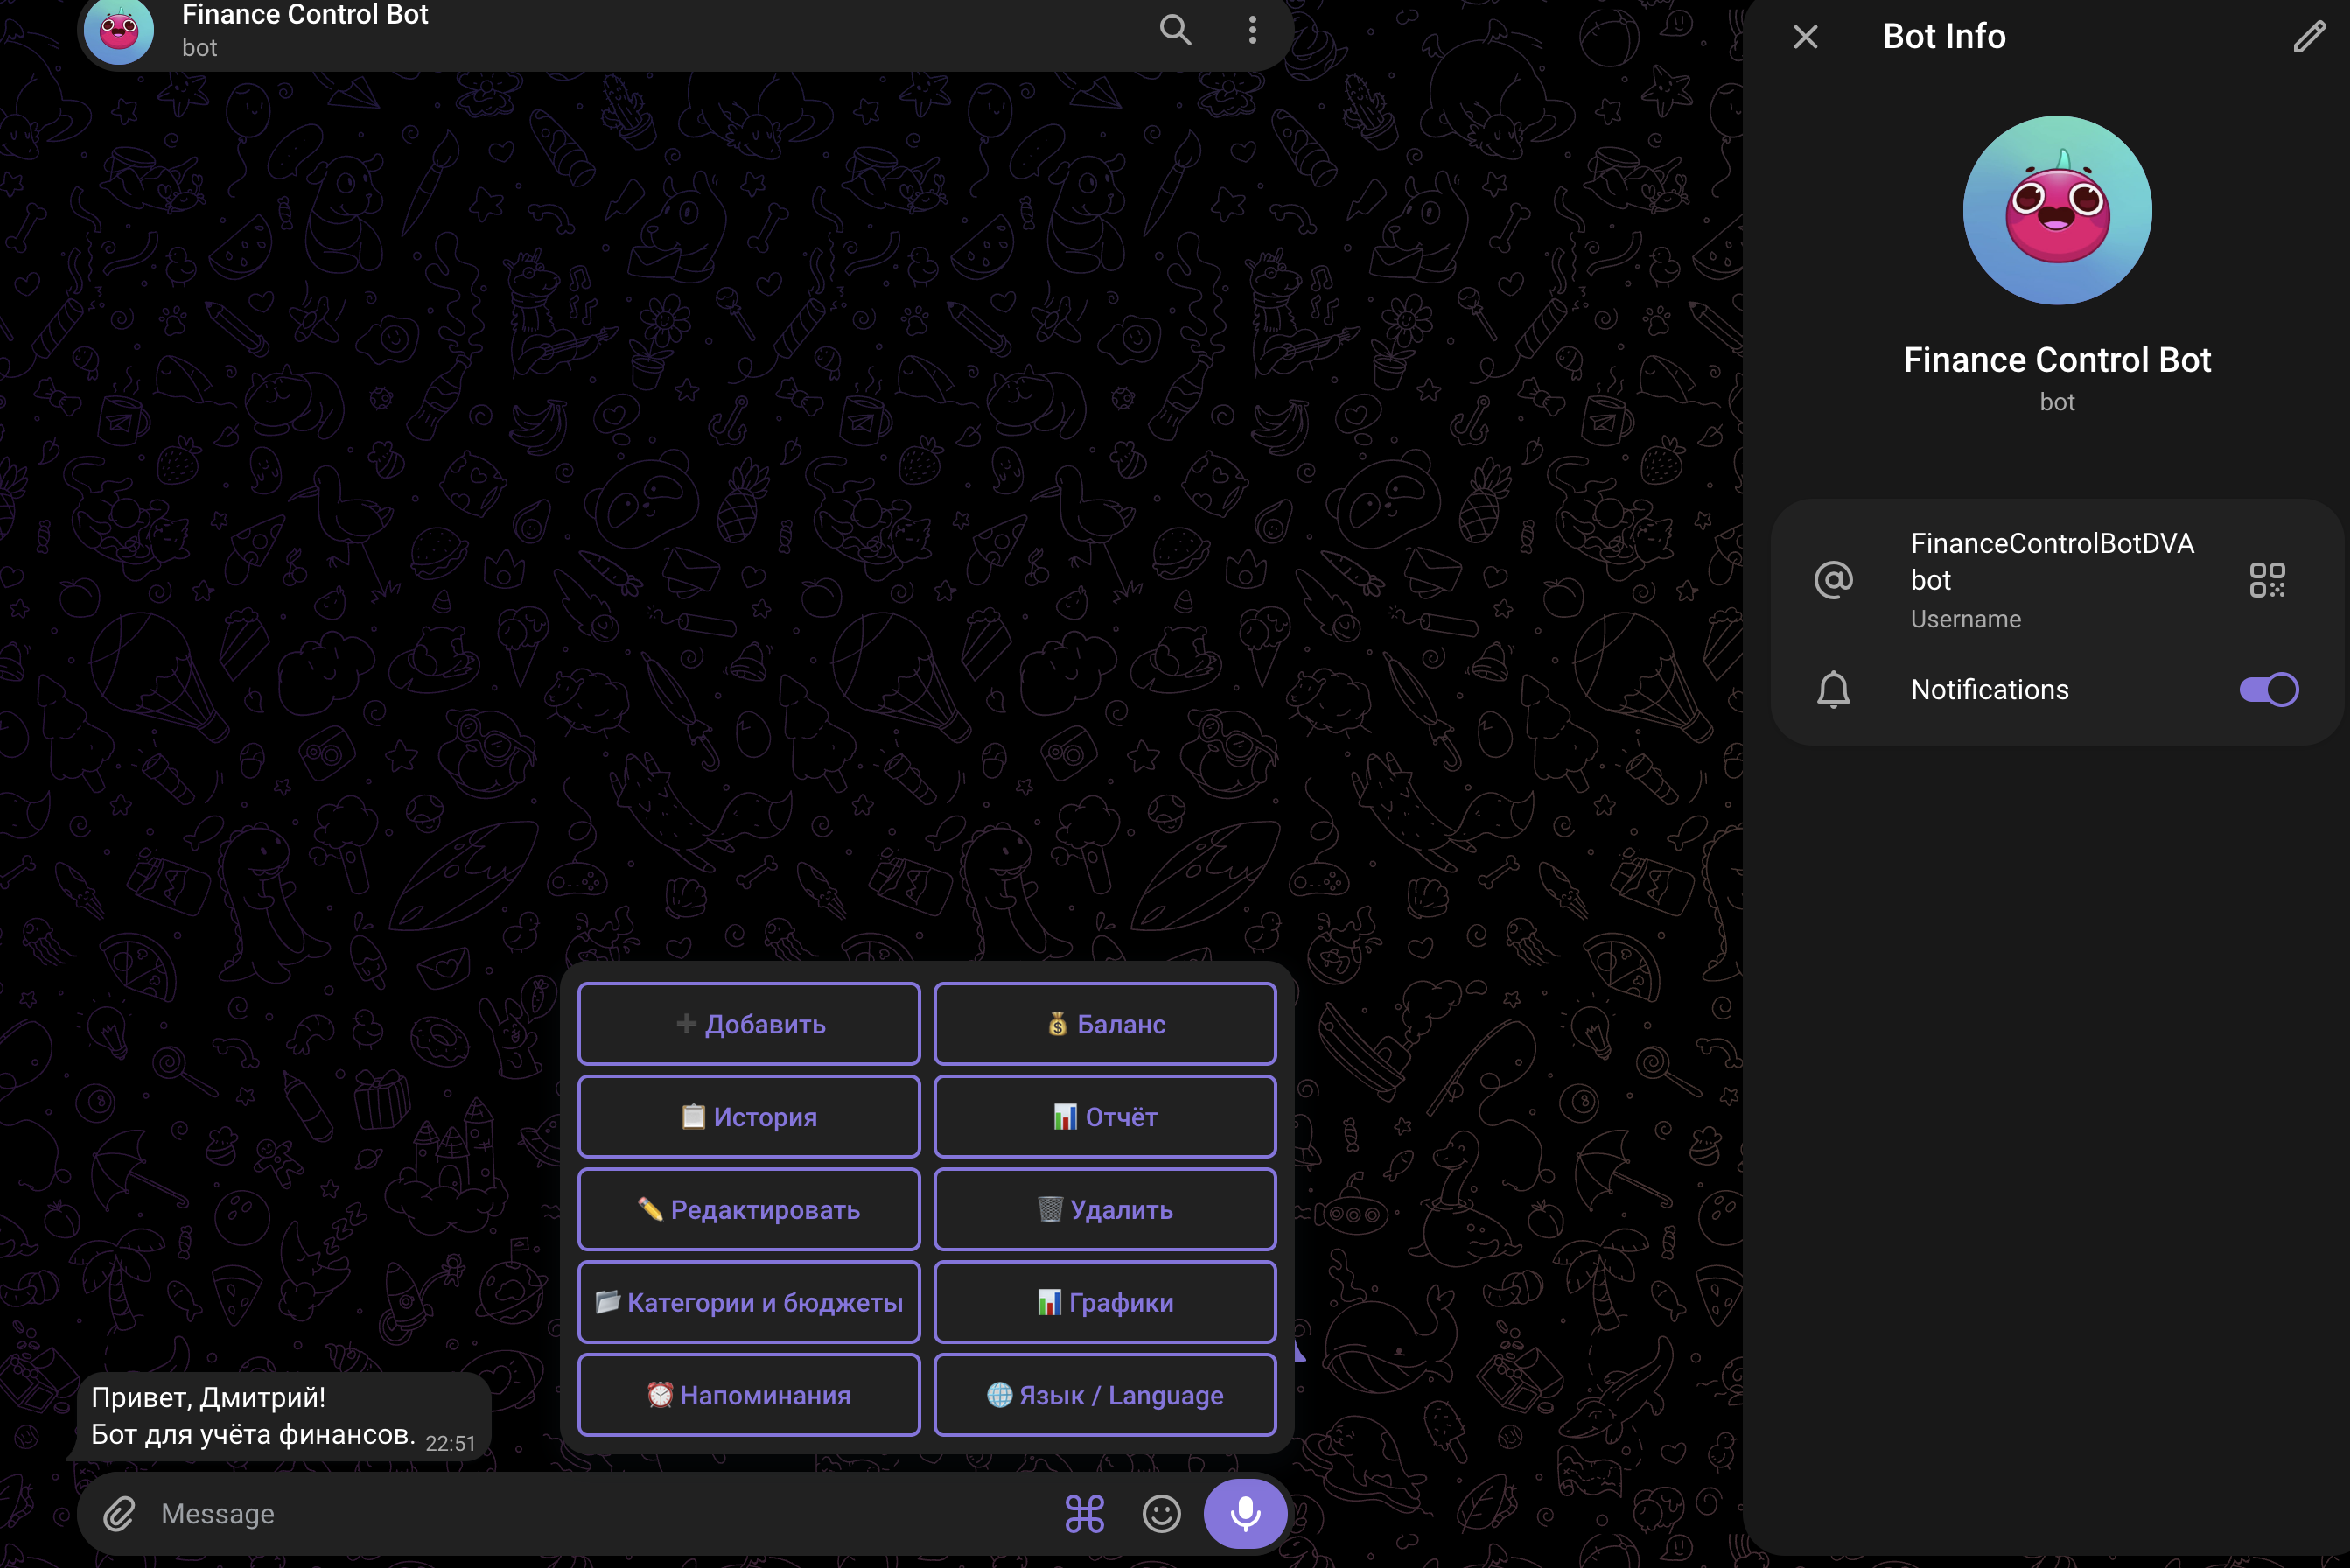 Finance Control Bot
bot
Привет, Дмитрий!
Бот для учёта финансов. 22:51
➕ Добавить
💰 Баланс
📋 История
📊 Отчёт
✏️ Редактировать
🗑 Удалить
📂 Категории и бюджеты
📊 Графики
⏰ Напоминания
🌐 Язык / Language
Message
Bot Info
Finance Control Bot
bot
FinanceControlBotDVA
bot
Username
Notifications